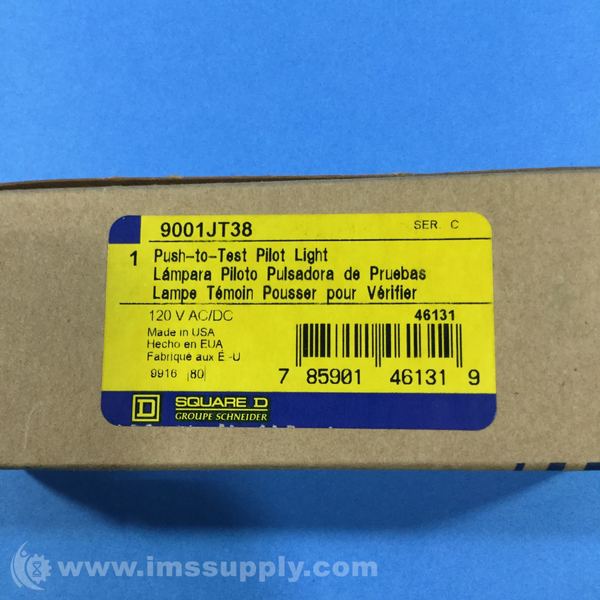 9001JT38 SER. C
1 Push-to-Test Pilot Light
Lámpara Piloto Pulsadora de Pruebas
Lampe Témoin Pousser pour Vérifier
120 V AC/DC 46131
Made in USA
Hecho en EUA
Fabriqué aux É-U
9916 80
7 85901 46131 9
D SQUARE D
GROUPE SCHNEIDER
www.imssupply.com